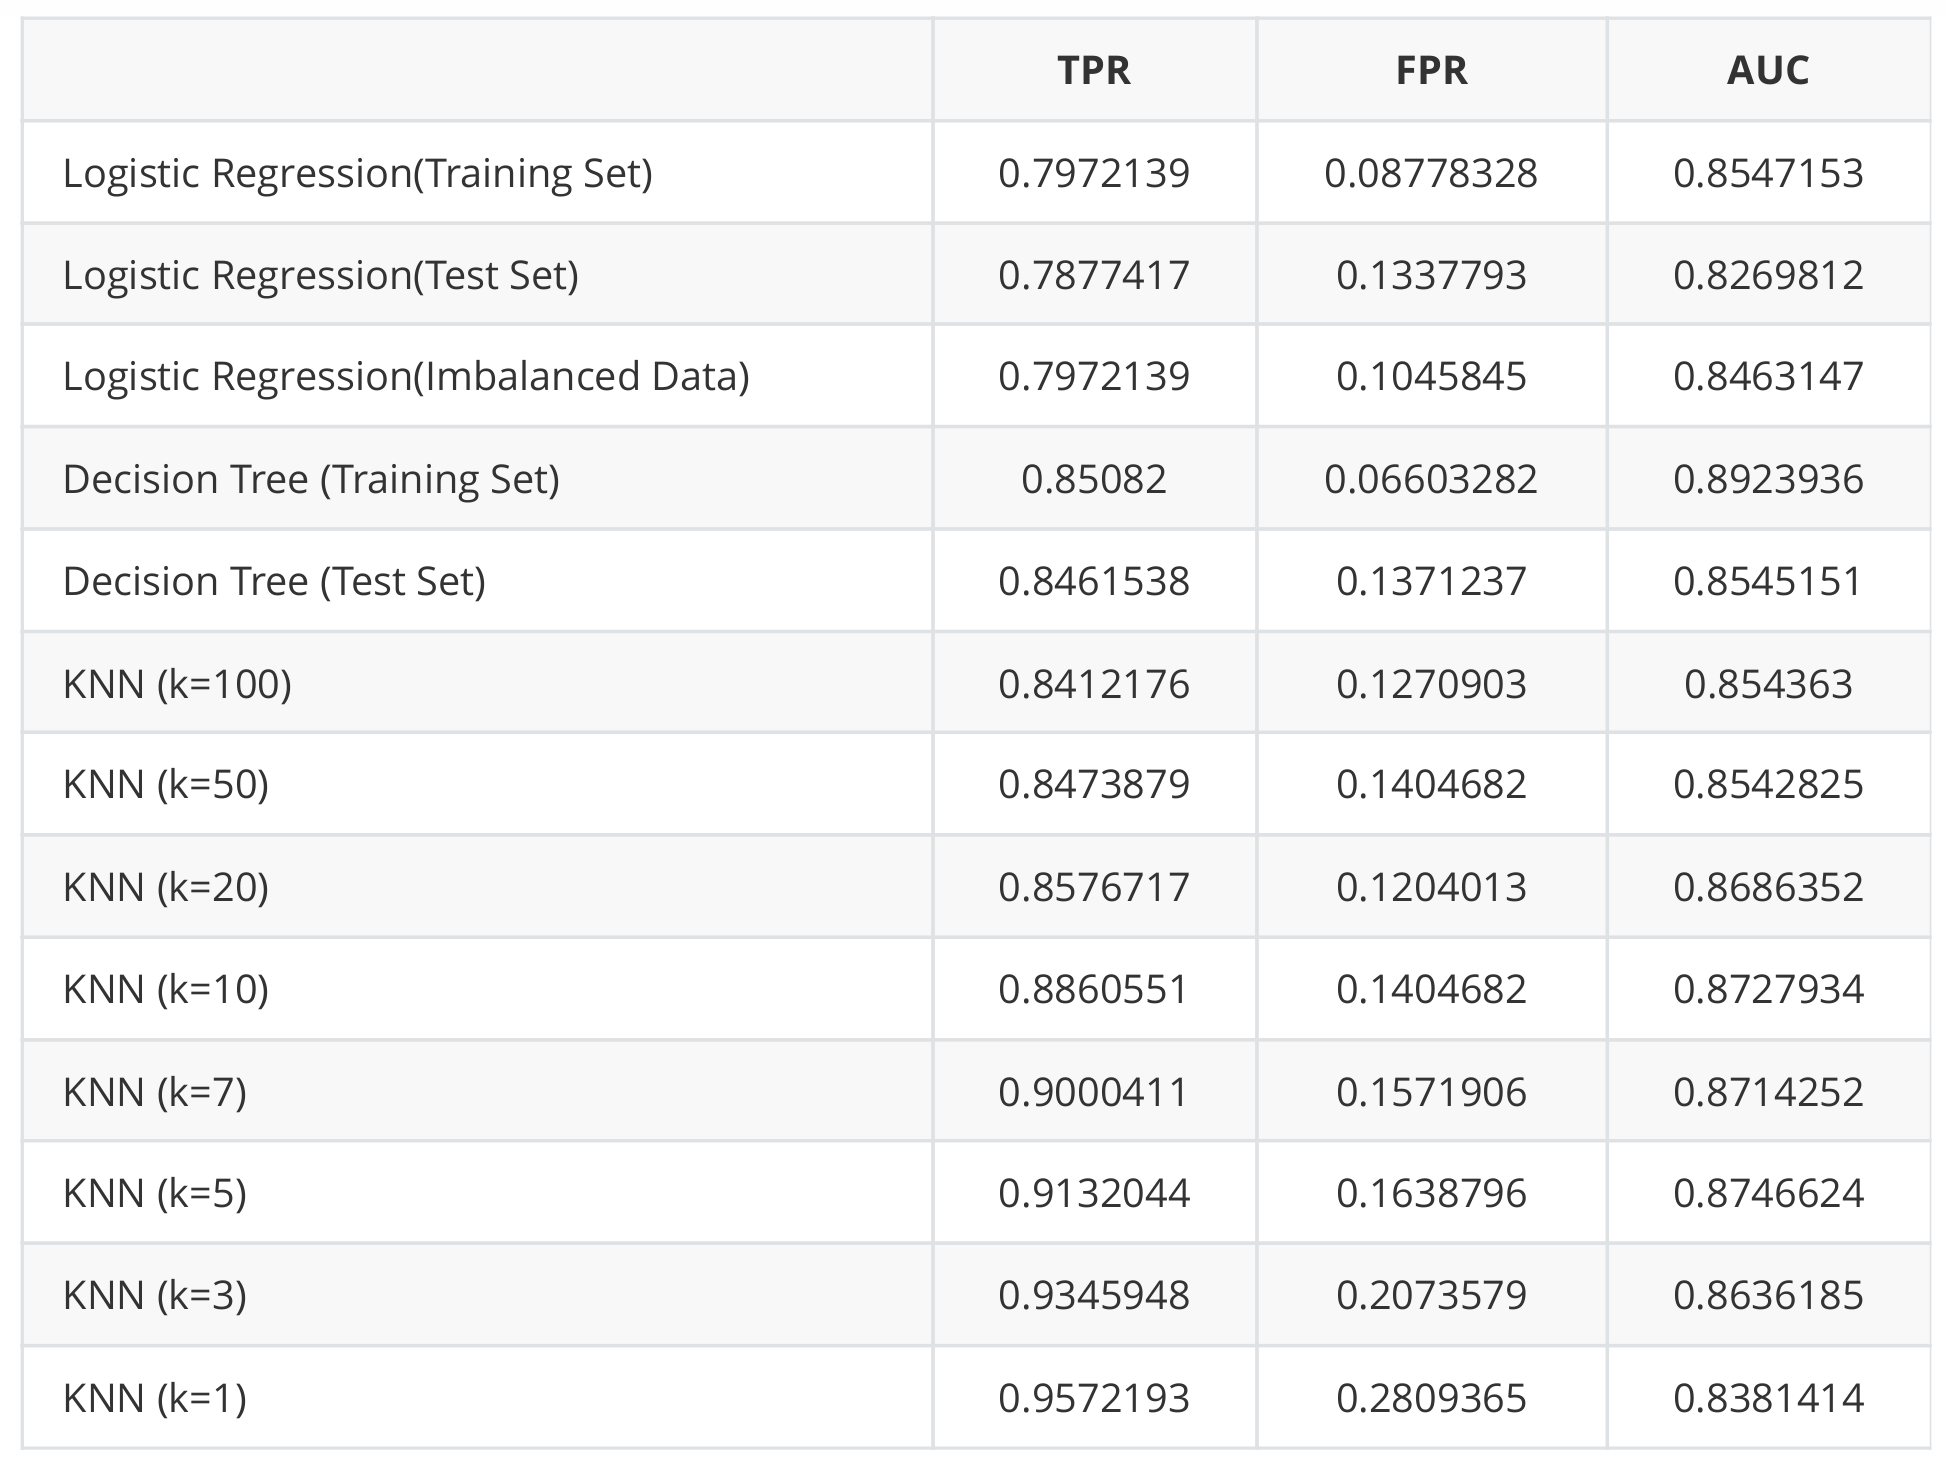 TPR FPR AUC
Logistic Regression(Training Set) 0.7972139 0.08778328 0.8547153
Logistic Regression(Test Set) 0.7877417 0.1337793 0.8269812
Logistic Regression(Imbalanced Data) 0.7972139 0.1045845 0.8463147
Decision Tree (Training Set) 0.85082 0.06603282 0.8923936
Decision Tree (Test Set) 0.8461538 0.1371237 0.8545151
KNN (k=100) 0.8412176 0.1270903 0.854363
KNN (k=50) 0.8473879 0.1404682 0.8542825
KNN (k=20) 0.8576717 0.1204013 0.8686352
KNN (k=10) 0.8860551 0.1404682 0.8727934
KNN (k=7) 0.9000411 0.1571906 0.8714252
KNN (k=5) 0.9132044 0.1638796 0.8746624
KNN (k=3) 0.9345948 0.2073579 0.8636185
KNN (k=1) 0.9572193 0.2809365 0.8381414